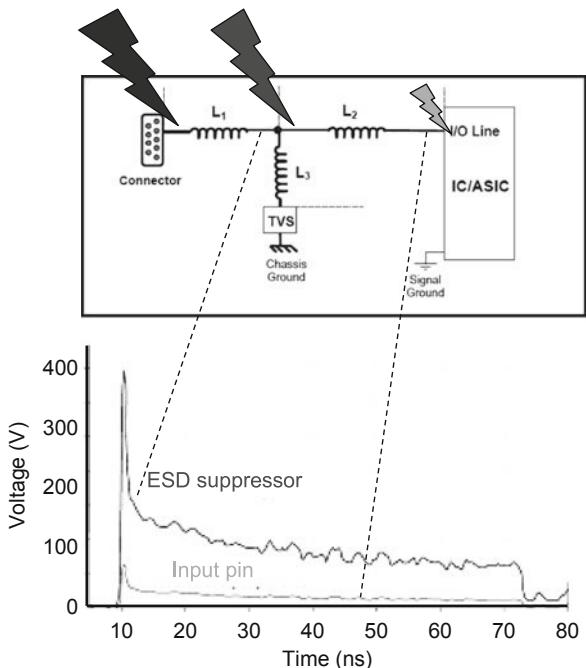 L1
L2
I/O Line
Connector
L3
IC/ASIC
TVS
Chassis
Ground
Signal
Ground
400
300
200
100
0
Voltage (V)
ESD suppressor
Input pin
10 20 30 40 50 60 70 80
Time (ns)